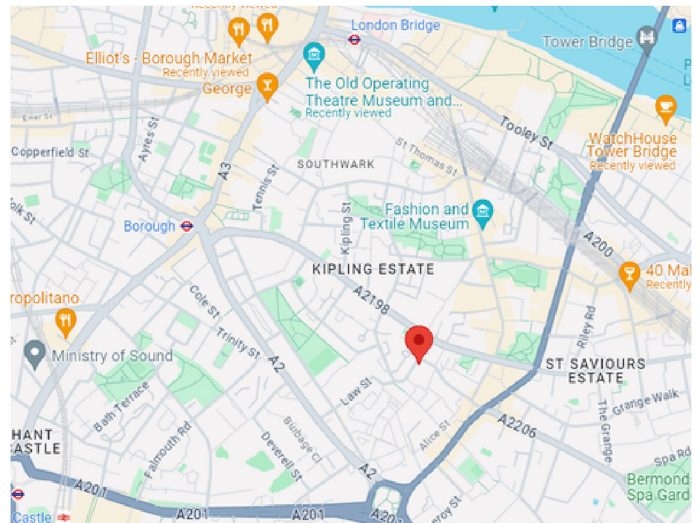 Recently viewed
London Bridge
Tower Bridge
Elliot's - Borough Market
Recently viewed
George
The Old Operating
Theatre Museum and...
Recently viewed
Tooley St
WatchHouse
Tower Bridge
Recently viewed
Ayres St
Copperfield St
A3
SOUTHWARK
St Thomas St
Tennis St
Borough
Kipling St
Fashion and
Textile Museum
A200
KIPLING ESTATE
40 Mal
Recently
ropolitano
Cole St
A2198
Riley Rd
Trinity St
A2
Ministry of Sound
ST SAVIOURS
ESTATE
Law St
Bath Terrace
Grange Walk
The Grange
HANT
CASTLE
Falmouth Rd
Deverell St
Alice St
A2206
Spa Rd
A2
Bermond
Spa Gard
A201
A201
A201
A201
Castle